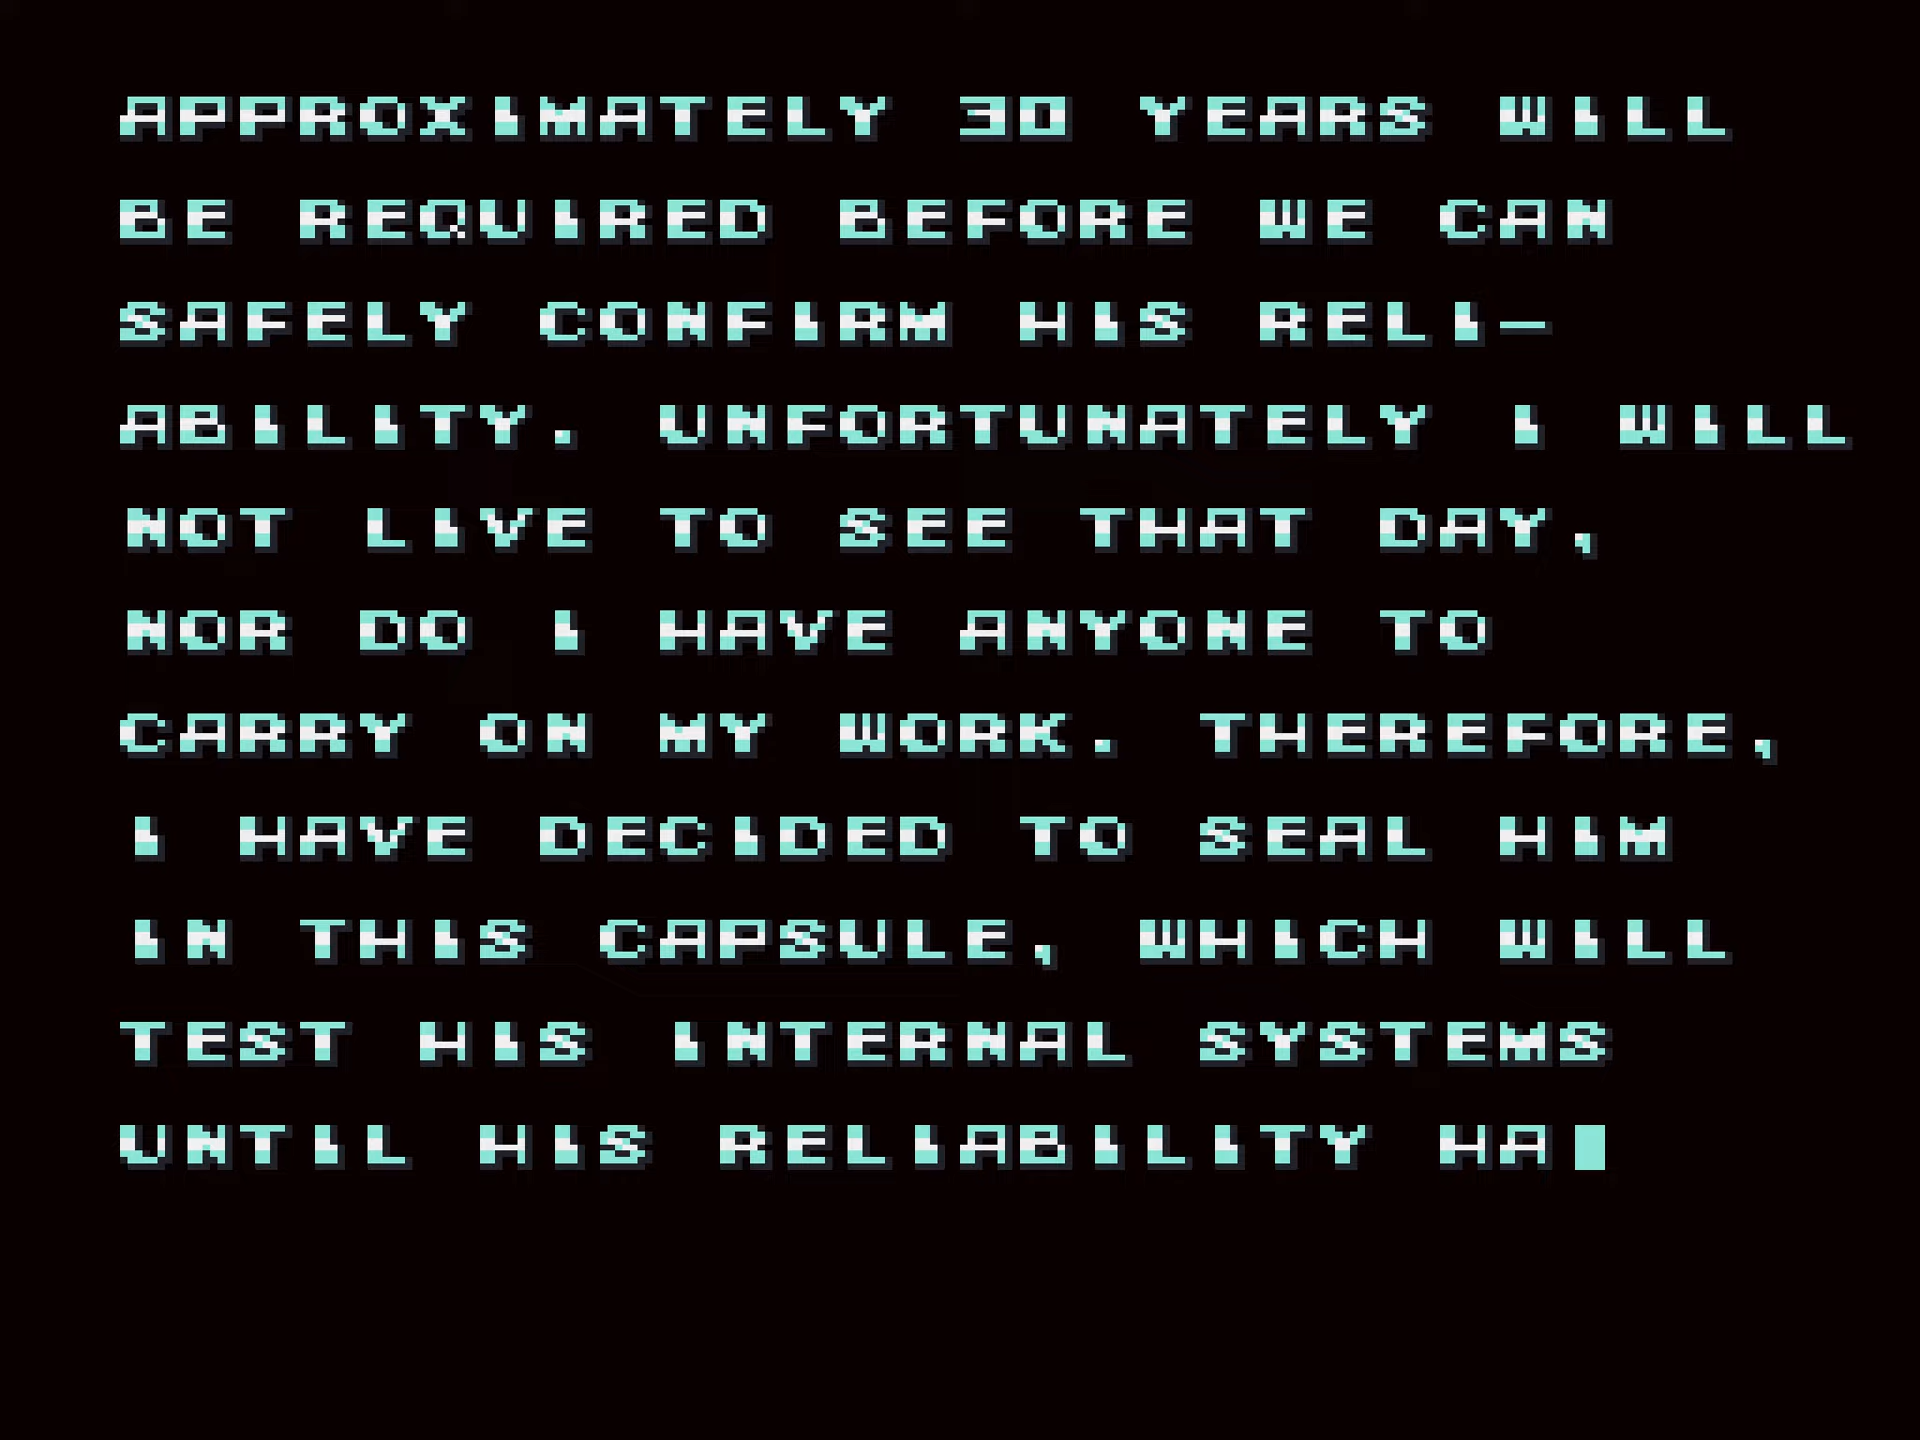 APPROXIMATELY 30 YEARS WILL
BE REQUIRED BEFORE WE CAN
SAFELY CONFIRM HIS RELI-
ABILITY. UNFORTUNATELY I WILL
NOT LIVE TO SEE THAT DAY,
NOR DO I HAVE ANYONE TO
CARRY ON MY WORK. THEREFORE,
I HAVE DECIDED TO SEAL HIM
IN THIS CAPSULE, WHICH WILL
TEST HIS INTERNAL SYSTEMS
UNTIL HIS RELIABILITY HA